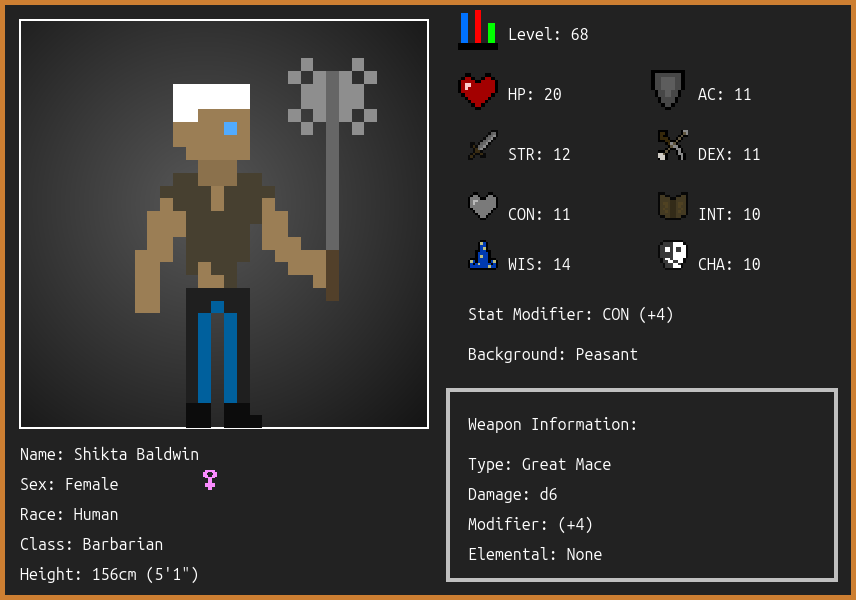 Level: 68
HP: 20
AC: 11
STR: 12
DEX: 11
CON: 11
INT: 10
WIS: 14
CHA: 10
Stat Modifier: CON (+4)
Background: Peasant
Weapon Information:
Type: Great Mace
Damage: d6
Modifier: (+4)
Elemental: None
Name: Shikta Baldwin
Sex: Female
Race: Human
Class: Barbarian
Height: 156cm (5'1")